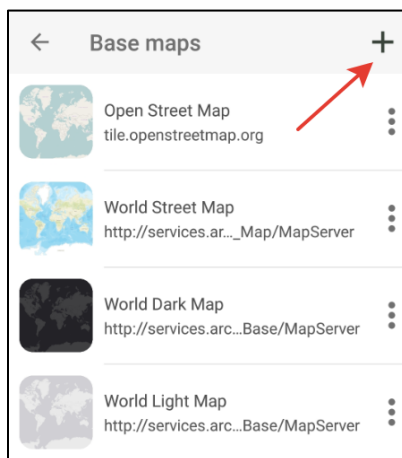 Base maps
Open Street Map
tile.openstreetmap.org
World Street Map
http://services.ar..._Map/MapServer
World Dark Map
http://services.arc...Base/MapServer
World Light Map
http://services.arc...Base/MapServer